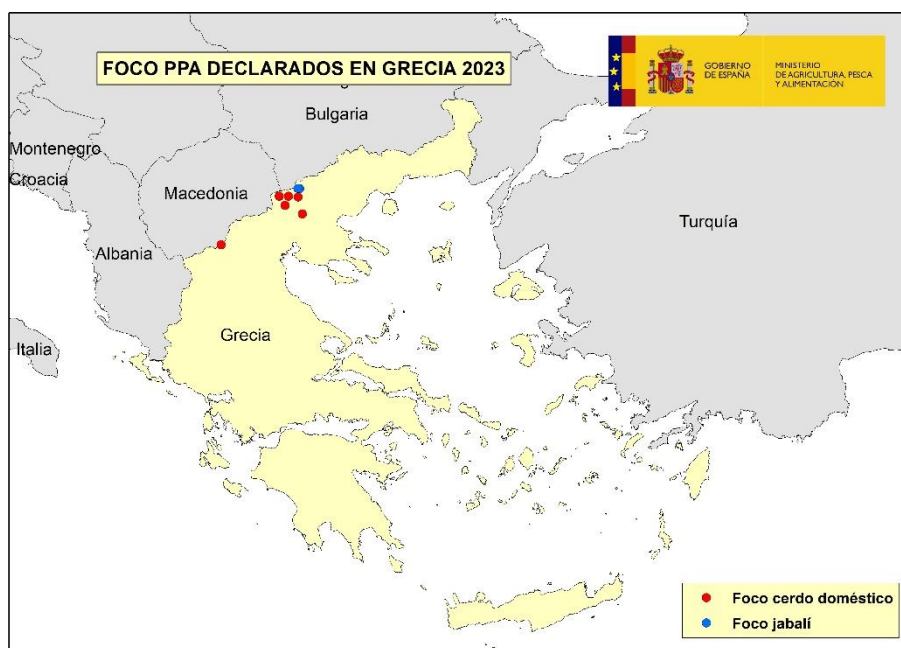 FOCO PPA DECLARADOS EN GRECIA 2023
GOBIERNO
DE ESPAÑA
MINISTERIO
DE AGRICULTURA, PESCA
Y ALIMENTACIÓN
Bulgaria
Montenegro
Croacia
Macedonia
Albania
Turquía
Italia
Grecia
Foco cerdo doméstico
Foco jabalí